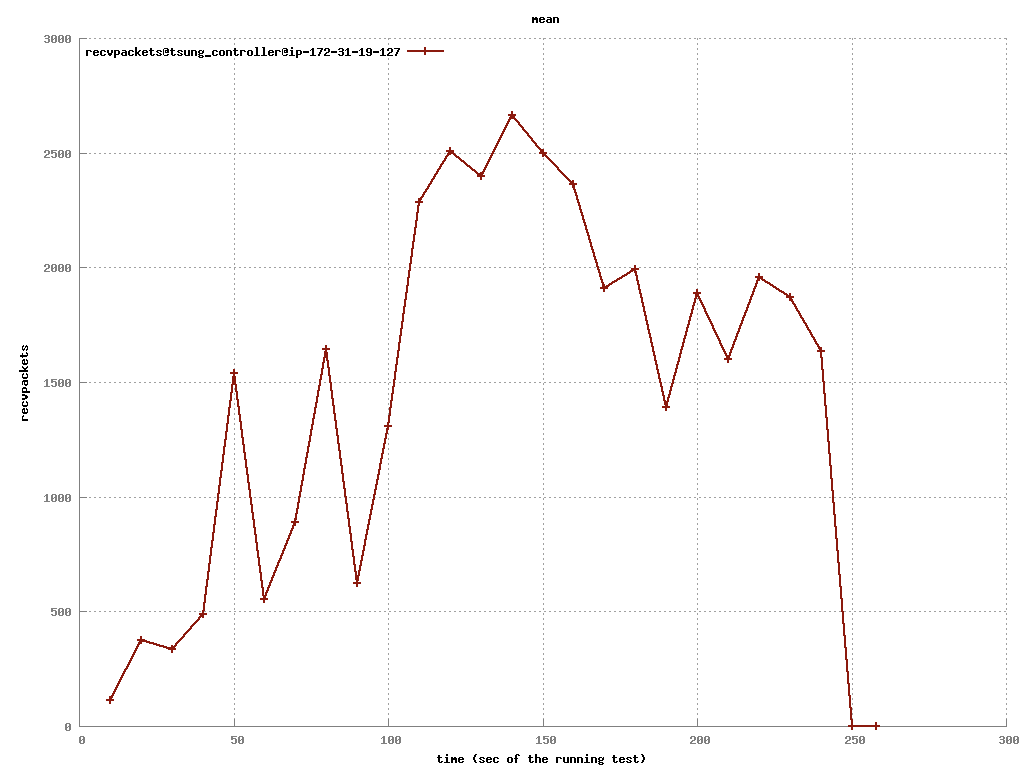 mean
3000
recvpackets@tsung_controller@ip-172-31-19-127
2500
2000
1500
recvpackets
1000
500
0
0 50 100 150 200 250 300
time (sec of the running test)